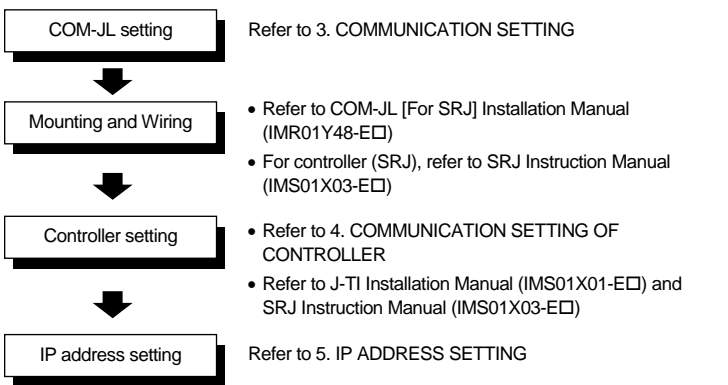 COM-JL setting
Refer to 3. COMMUNICATION SETTING
Mounting and Wiring
• Refer to COM-JL [For SRJ] Installation Manual
(IMR01Y48-E□)
• For controller (SRJ), refer to SRJ Instruction Manual
(IMS01X03-E□)
Controller setting
• Refer to 4. COMMUNICATION SETTING OF
CONTROLLER
• Refer to J-TI Installation Manual (IMS01X01-E□) and
SRJ Instruction Manual (IMS01X03-E□)
IP address setting
Refer to 5. IP ADDRESS SETTING